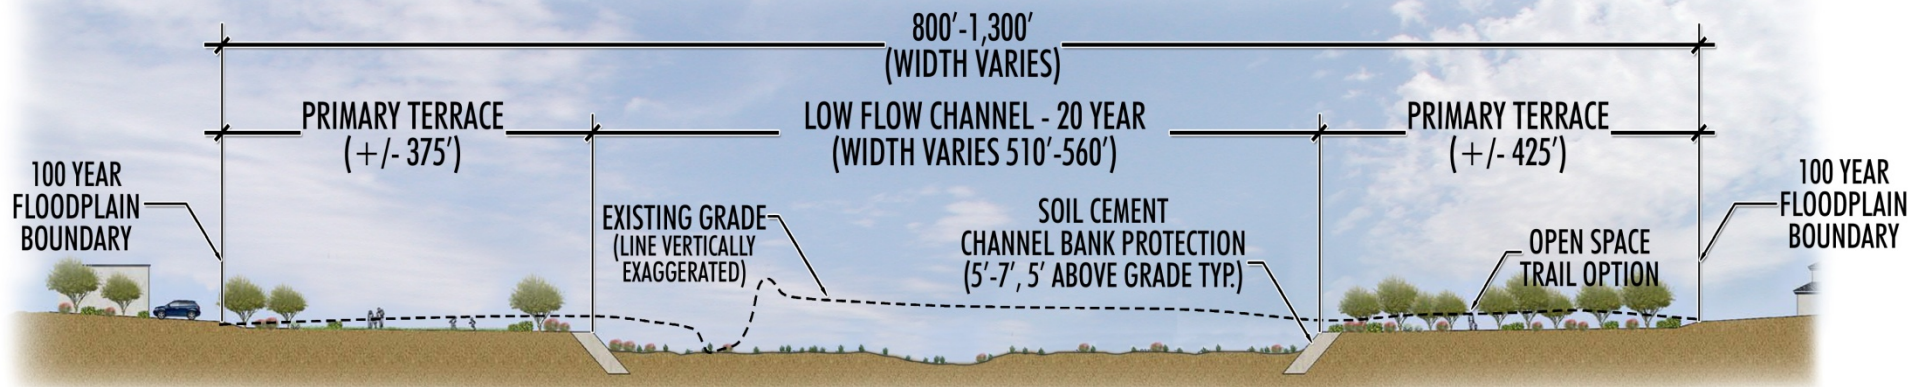 800'-1,300'
(WIDTH VARIES)
PRIMARY TERRACE
(+/- 375')
LOW FLOW CHANNEL - 20 YEAR
(WIDTH VARIES 510'-560')
PRIMARY TERRACE
(+/- 425')
100 YEAR
FLOODPLAIN
BOUNDARY
EXISTING GRADE
(LINE VERTICALLY
EXAGGERATED)
SOIL CEMENT
CHANNEL BANK PROTECTION
(5'-7', 5' ABOVE GRADE TYP.)
OPEN SPACE
TRAIL OPTION
100 YEAR
FLOODPLAIN
BOUNDARY